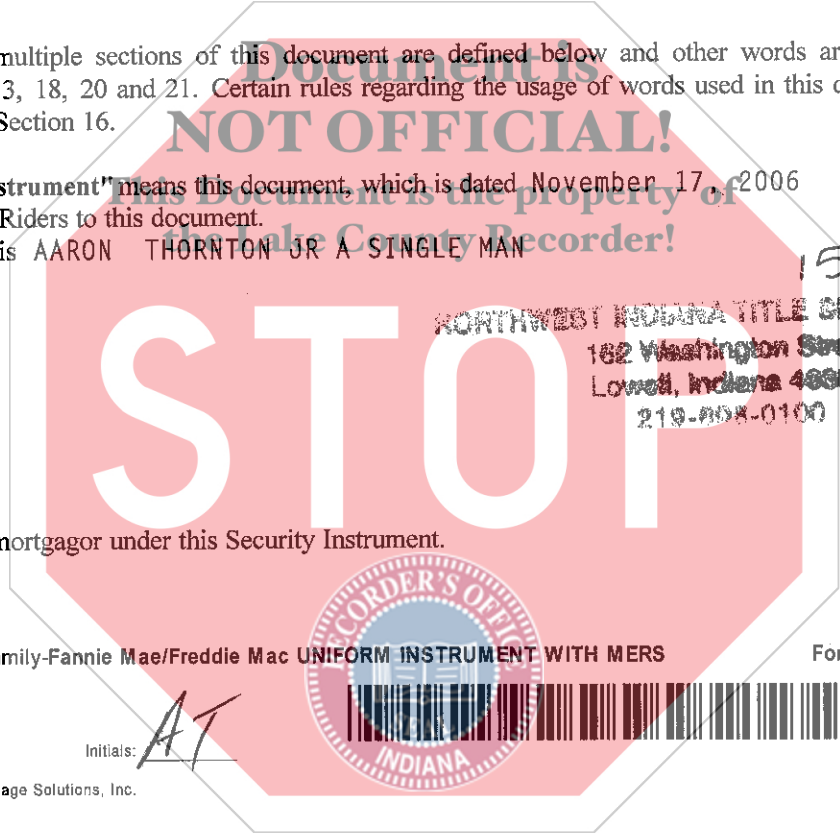 multiple sections of this document are defined below and other words ar
3, 18, 20 and 21. Certain rules regarding the usage of words used in this d
Section 16.
Document is
NOT OFFICIAL!
This Document is the property of
the Lake County Recorder!
strument" means this document, which is dated November 17, 2006
Riders to this document.
is AARON THORNTON JR A SINGLE MAN
15
NORTHWEST INDIANA TITLE
162 Washington
Lowell, Indiana
STOP
mortgagor under this Security Instrument.
RECORDER'S OFFICE
SEAL
INDIANA
mily-Fannie Mae/Freddie Mac UNIFORM INSTRUMENT WITH MERS
For
Initials: AT
age Solutions, Inc.